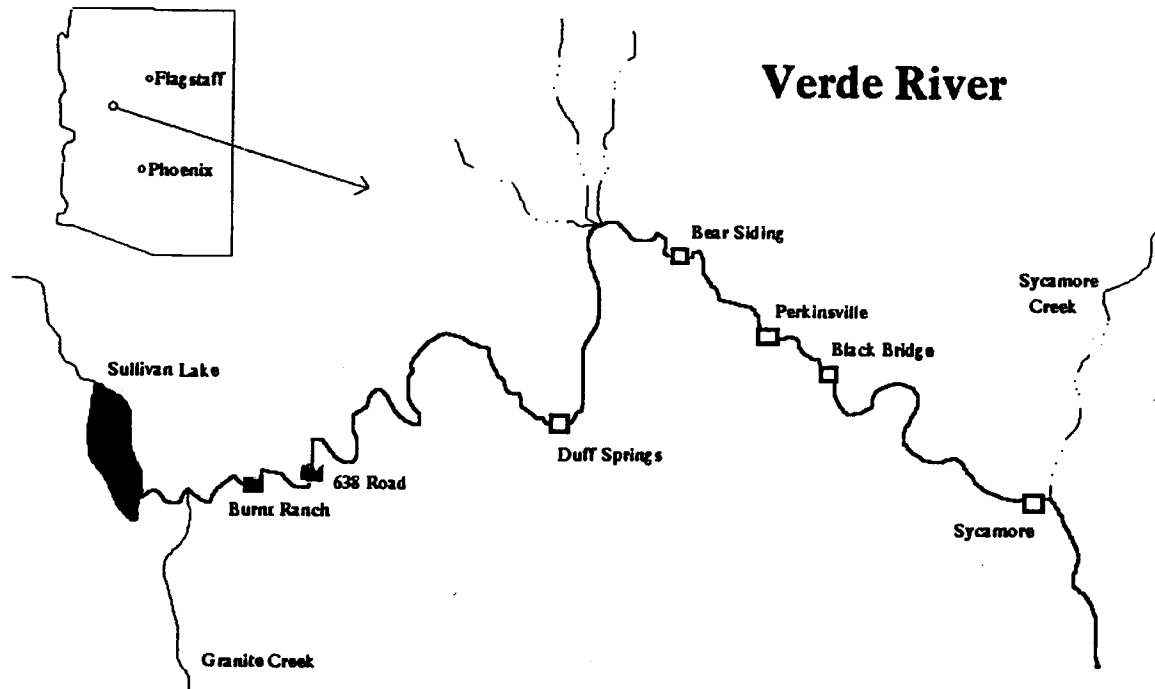 Flagstaff
Verde River
Phoenix
Bear Siding
Sycamore
Creek
Perkinsville
Black Bridge
Sullivan Lake
Duff Springs
638 Road
Burnt Ranch
Sycamore
Granite Creek